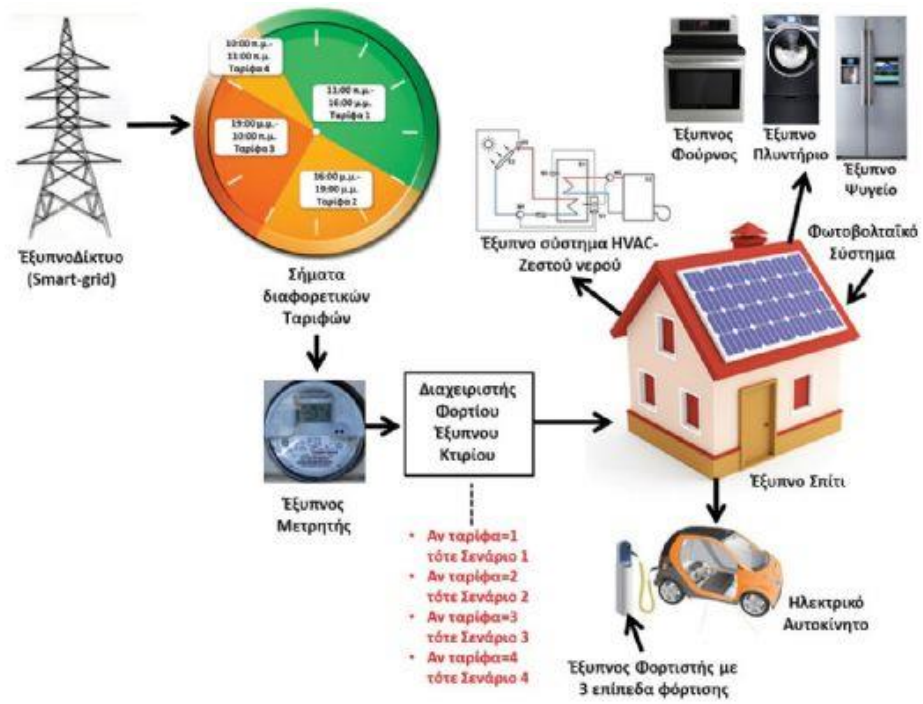 10:00 π.μ.-
11:00 π.μ.
Ταρίφα 4
11:00 π.μ.-
16:00 μ.μ.
Ταρίφα 1
19:00 μ.μ.-
10:00 π.μ.
Ταρίφα 3
16:00 μ.μ.-
19:00 μ.μ.
Ταρίφα 2
ΈξυπνοΔίκτυο
(Smart-grid)
Σήματα
διαφορετικών
Ταριφών
Έξυπνος
Φούρνος
Έξυπνο
Πλυντήριο
Έξυπνο
Ψυγείο
Έξυπνο σύστημα HVAC-
Ζεστού νερού
Φωτοβολταΐκό
Σύστημα
Διαχειριστής
Φορτίου
Έξυπνου
Κτιρίου
Έξυπνος
Μετρητής
Έξυπνο Σπίτι
• Αν ταρίφα=1
τότε Σενάριο 1
• Αν ταρίφα=2
τότε Σενάριο 2
• Αν ταρίφα=3
τότε Σενάριο 3
• Αν ταρίφα=4
τότε Σενάριο 4
Ηλεκτρικό
Αυτοκίνητο
Έξυπνος Φορτιστής με
3 επίπεδα φόρτισης